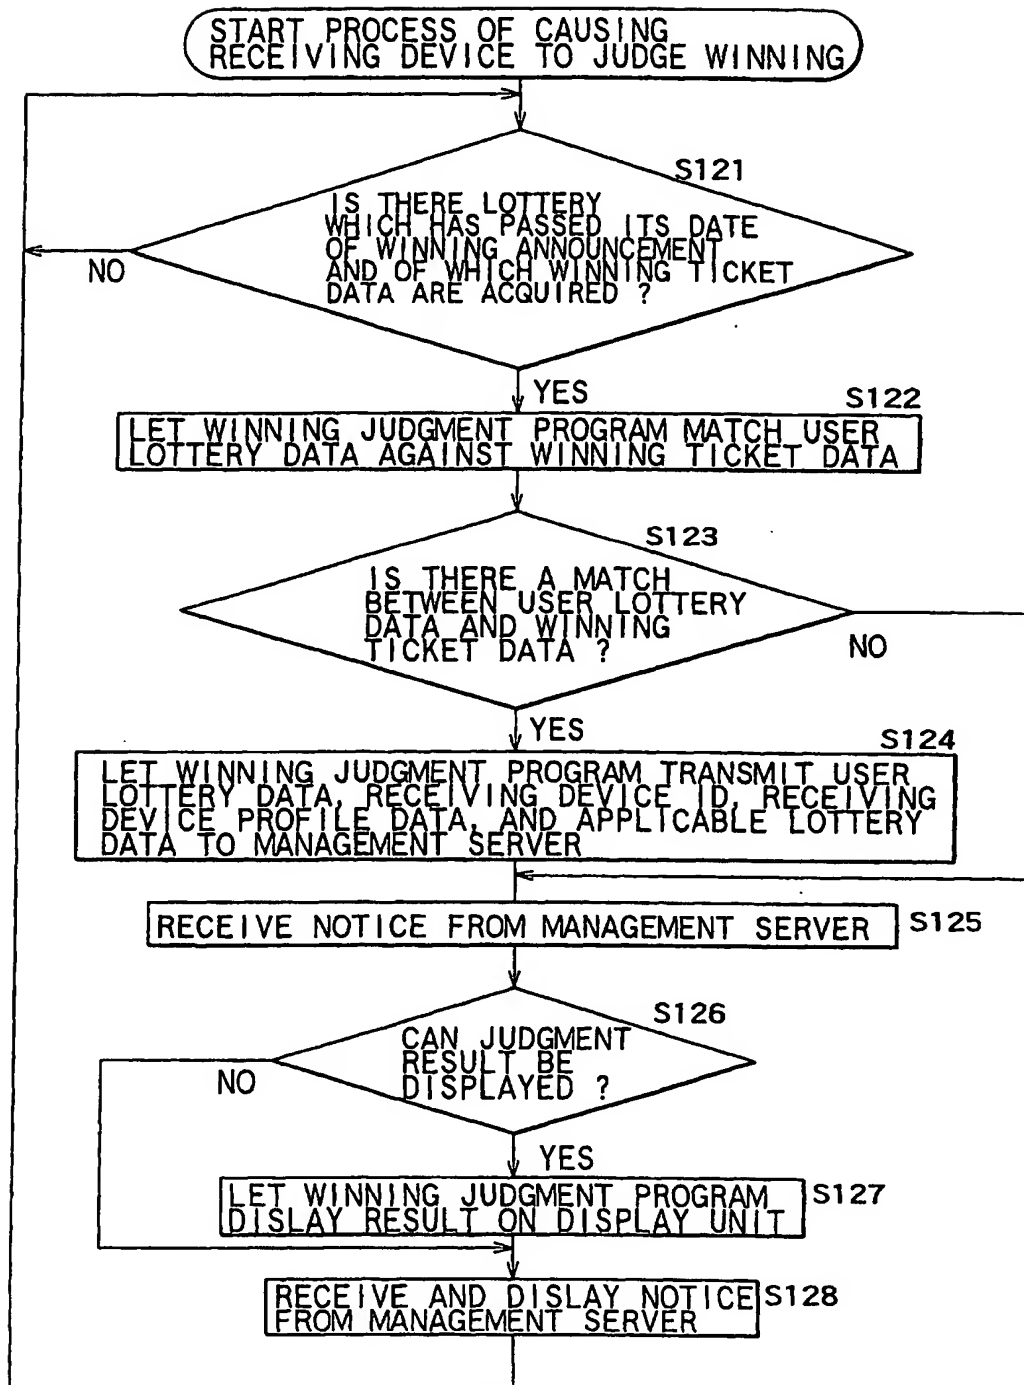 START PROCESS OF CAUSING
RECEIVING DEVICE TO JUDGE WINNING
S121
IS THERE LOTTERY
WHICH HAS PASSED ITS DATE
OF WINNING ANNOUNCEMENT
AND OF WHICH WINNING TICKET
DATA ARE ACQUIRED ?
NO
YES
S122
LET WINNING JUDGMENT PROGRAM MATCH USER
LOTTERY DATA AGAINST WINNING TICKET DATA
S123
IS THERE A MATCH
BETWEEN USER LOTTERY
DATA AND WINNING
TICKET DATA ?
NO
YES
S124
LET WINNING JUDGMENT PROGRAM TRANSMIT USER
LOTTERY DATA, RECEIVING DEVICE ID, RECEIVING
DEVICE PROFILE DATA, AND APPLICABLE LOTTERY
DATA TO MANAGEMENT SERVER
RECEIVE NOTICE FROM MANAGEMENT SERVER
S125
S126
CAN JUDGMENT
RESULT BE
DISPLAYED ?
NO
YES
LET WINNING JUDGMENT PROGRAM
DISLAY RESULT ON DISPLAY UNIT
S127
RECEIVE AND DISLAY NOTICE
FROM MANAGEMENT SERVER
S128